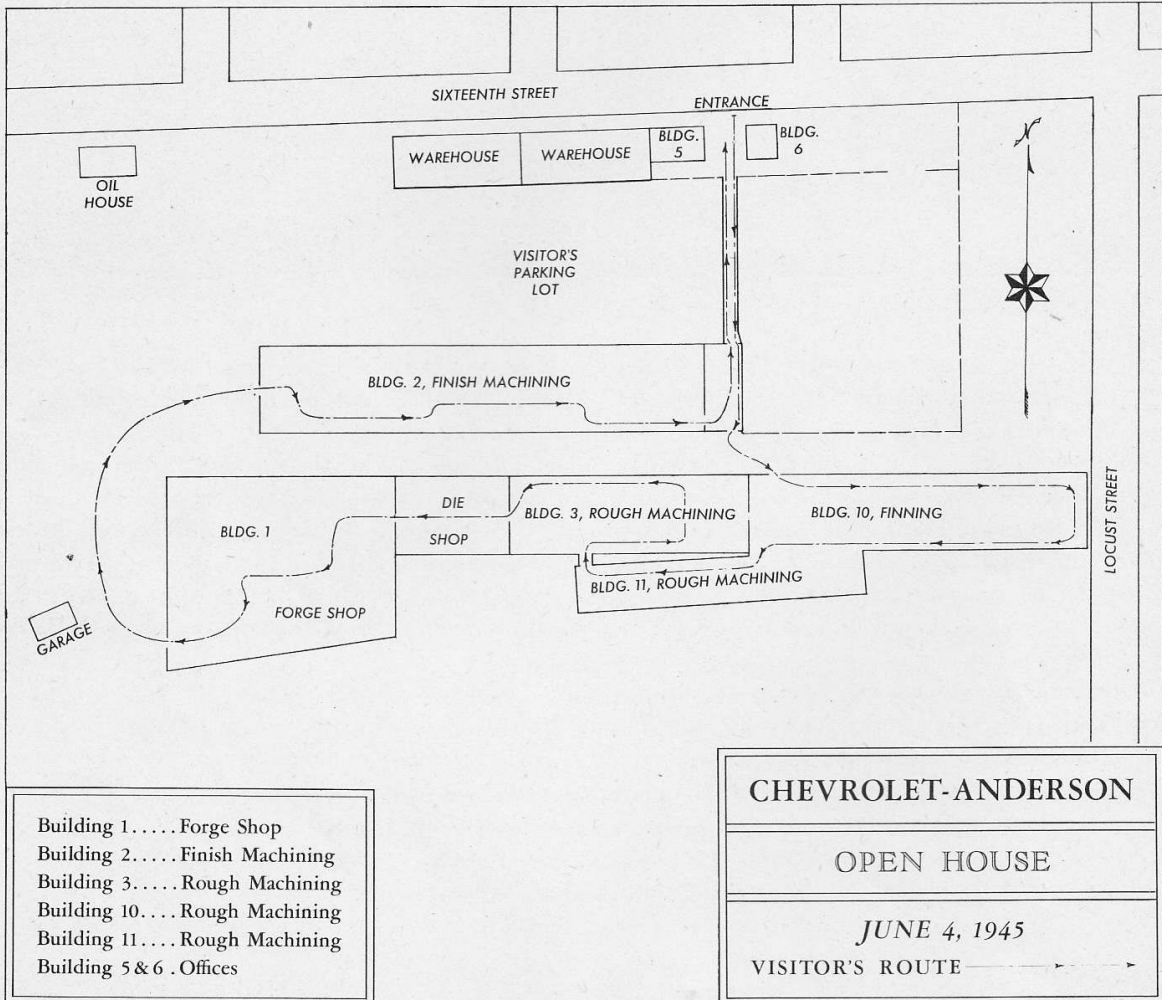 SIXTEENTH STREET
ENTRANCE
WAREHOUSE
WAREHOUSE
BLDG.
5
BLDG.
6
N
OIL
HOUSE
VISITOR'S
PARKING
LOT
BLDG. 2, FINISH MACHINING
BLDG. 1
DIE
SHOP
BLDG. 3, ROUGH MACHINING
BLDG. 10, FINNING
LOCUST STREET
BLDG. 11, ROUGH MACHINING
FORGE SHOP
GARAGE
Building 1.....Forge Shop
Building 2.....Finish Machining
Building 3.....Rough Machining
Building 10....Rough Machining
Building 11....Rough Machining
Building 5 & 6 . Offices
CHEVROLET-ANDERSON
OPEN HOUSE
JUNE 4, 1945
VISITOR'S ROUTE